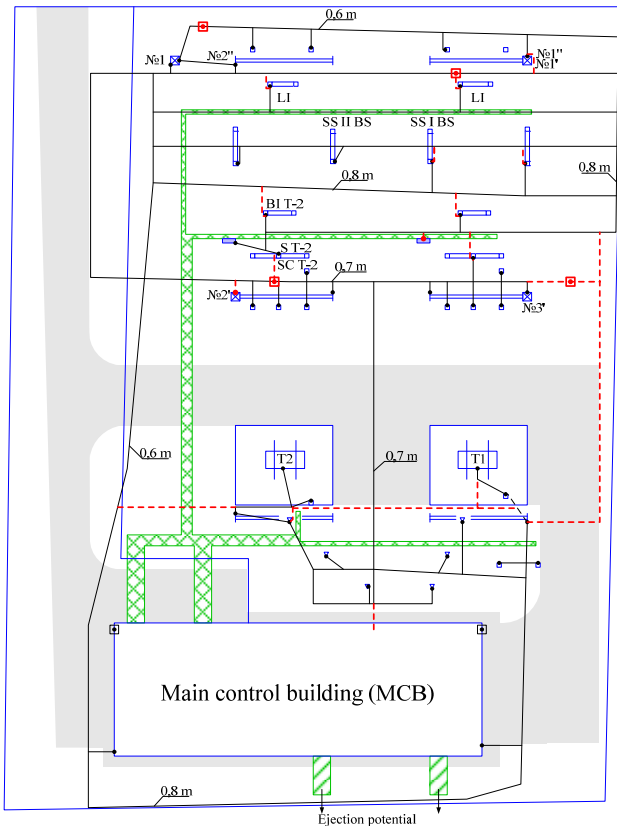 0,6 m
№1
№2"
№1"
№1'
LI
LI
SS II BS
SS I BS
0,8 m
0,8 m
BI T-2
S T-2
SC T-2
0,7 m
№2'
№3'
T2
T1
0,6 m
0,7 m
Main control building (MCB)
0,8 m
Ejection potential